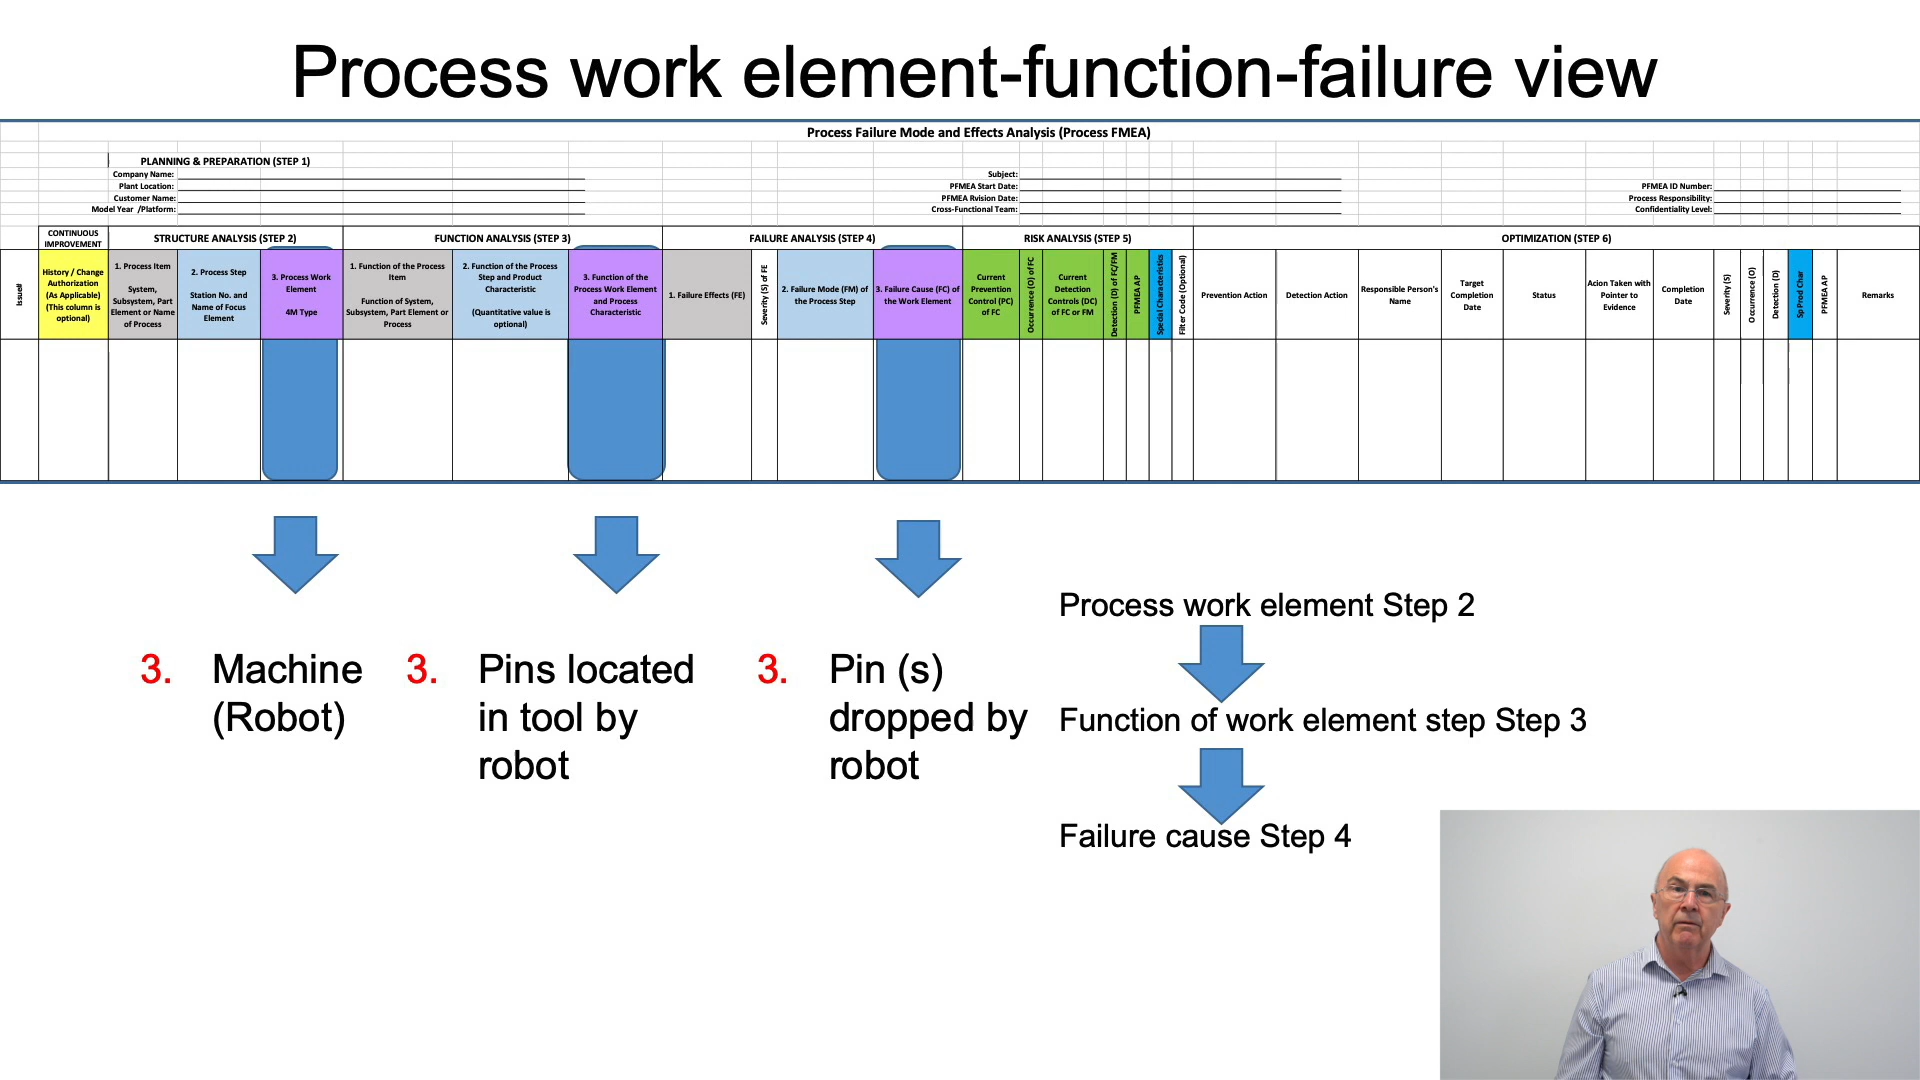 Process work element-function-failure view
Process Failure Mode and Effects Analysis (Process FMEA)
PLANNING & PREPARATION (STEP 1)
Company Name:
Plant Location:
Customer Name:
Model Year /Platform:
Subject:
PFMEA Start Date:
PFMEA Rvision Date:
Cross-Functional Team:
PFMEA ID Number:
Process Responsibility:
Confidentiality Level:
CONTINUOUS
IMPROVEMENT
STRUCTURE ANALYSIS (STEP 2)
FUNCTION ANALYSIS (STEP 3)
FAILURE ANALYSIS (STEP 4)
RISK ANALYSIS (STEP 5)
OPTIMIZATION (STEP 6)
Issue#
History / Change
Authorization
(As Applicable)
(This column is
optional)
1. Process Item
System,
Subsystem, Part
Element or Name
of Process
2. Process Step
Station No. and
Name of Focus
Element
3. Process Work
Element
4M Type
1. Function of the Process
Item
Function of System,
Subsystem, Part Element or
Process
2. Function of the Process
Step and Product
Characteristic
(Quantitative value is
optional)
3. Function of the
Process Work Element
and Process
Characteristic
1. Failure Effects (FE)
Severity (S) of FE
2. Failure Mode (FM) of
the Process Step
3. Failure Cause (FC) of
the Work Element
Current
Prevention
Control (PC)
of FC
Occurrence (O) of FC
Current
Detection
Controls (DC)
of FC or FM
Detection (D) of FC/FM
PFMEA AP
Special Characteristics
Filter Code (Optional)
Prevention Action
Detection Action
Responsible Person's
Name
Target
Completion
Date
Status
Acion Taken with
Pointer to
Evidence
Completion
Date
Severity (S)
Occurrence (O)
Detection (D)
Sp Prod Char
PFMEA AP
Remarks
3. Machine
(Robot)
3. Pins located
in tool by
robot
3. Pin (s)
dropped by
robot
Process work element Step 2
Function of work element step Step 3
Failure cause Step 4